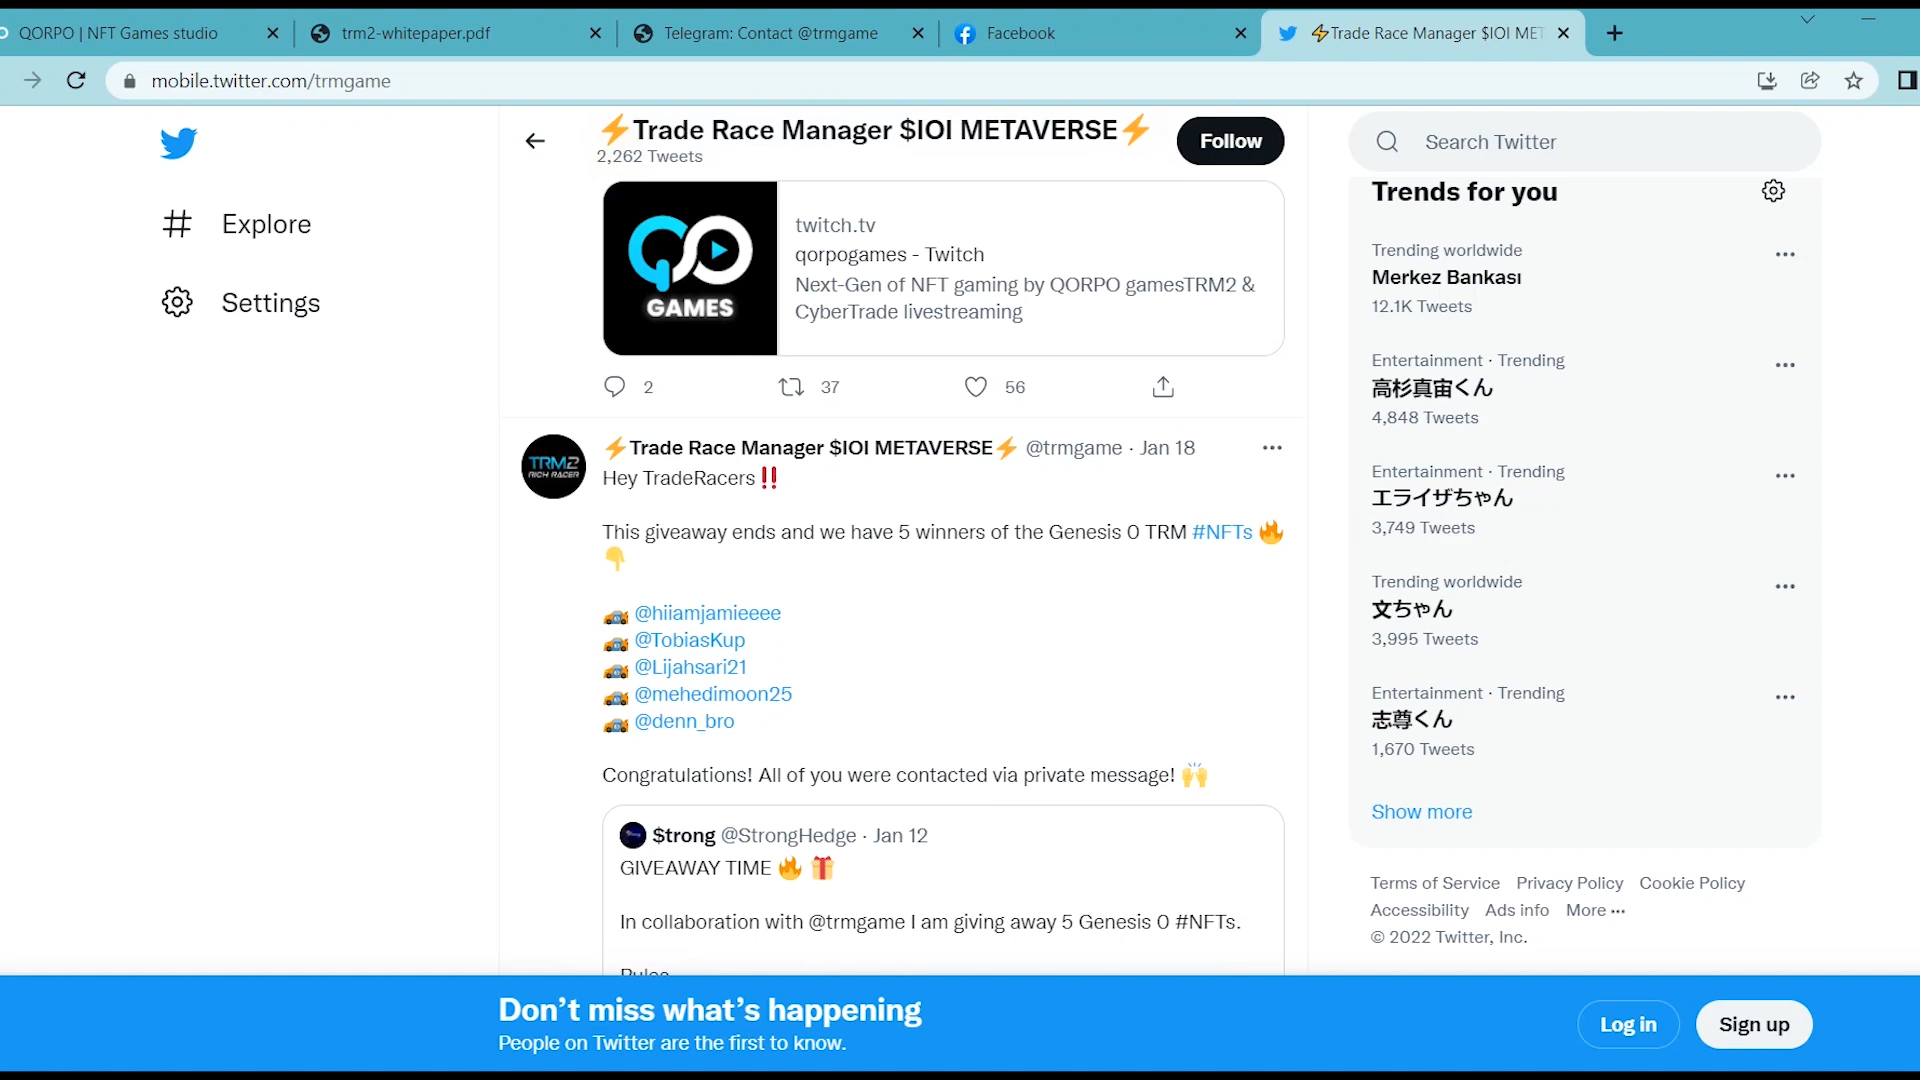 QORPO | NFT Games studio
trm2-whitepaper.pdf
Telegram: Contact @trmgame
Facebook
⚡Trade Race Manager $IOI MET
mobile.twitter.com/trmgame
Explore
Settings
⚡Trade Race Manager $IOI METAVERSE⚡
2,262 Tweets
Follow
GAMES
twitch.tv
qorpogames - Twitch
Next-Gen of NFT gaming by QORPO gamesTRM2 &
CyberTrade livestreaming
2
37
56
TRM2
RICH RACER
⚡Trade Race Manager $IOI METAVERSE⚡ @trmgame · Jan 18
Hey TradeRacers‼️
This giveaway ends and we have 5 winners of the Genesis 0 TRM #NFTs 🔥
👇
🚗 @hiiamjamieeee
🚗 @TobiasKup
🚗 @Lijahsari21
🚗 @mehedimoon25
🚗 @denn_bro
Congratulations! All of you were contacted via private message! 🙌
$trong @StrongHedge · Jan 12
GIVEAWAY TIME 🔥 🎁
In collaboration with @trmgame I am giving away 5 Genesis 0 #NFTs.
Rules
Search Twitter
Trends for you
Trending worldwide
Merkez Bankası
12.1K Tweets
Entertainment · Trending
高杉真宙くん
4,848 Tweets
Entertainment · Trending
エライザちゃん
3,749 Tweets
Trending worldwide
文ちゃん
3,995 Tweets
Entertainment · Trending
志尊くん
1,670 Tweets
Show more
Terms of Service Privacy Policy Cookie Policy
Accessibility Ads info More ···
© 2022 Twitter, Inc.
Don’t miss what’s happening
People on Twitter are the first to know.
Log in
Sign up